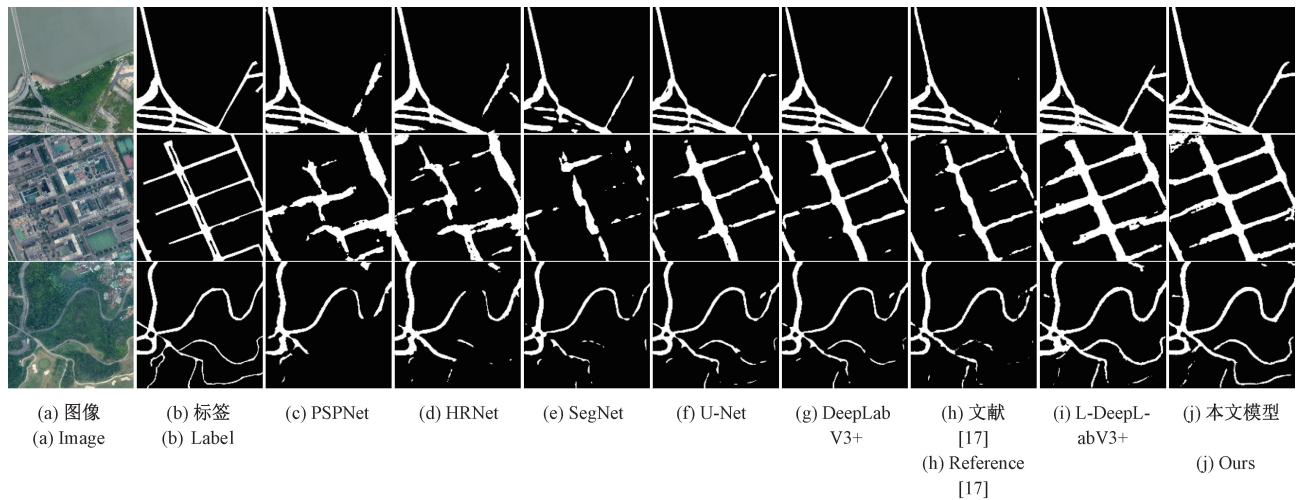 (a) 图像
(a) Image
(b) 标签
(b) Label
(c) PSPNet
(d) HRNet
(e) SegNet
(f) U-Net
(g) DeepLab
V3+
(h) 文献
[17]
(h) Reference
[17]
(i) L-DeepL-
abV3+
(j) 本文模型
(j) Ours